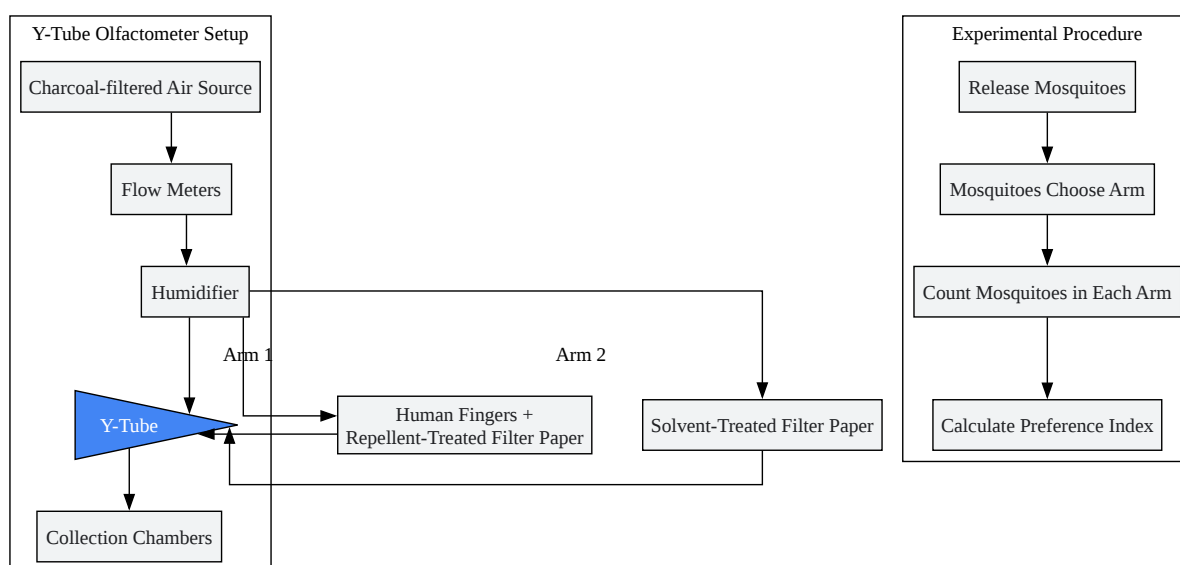 Y-Tube Olfactometer Setup
Charcoal-filtered Air Source
Flow Meters
Humidifier
Arm 1
Arm 2
Y-Tube
Human Fingers +
Repellent-Treated Filter Paper
Solvent-Treated Filter Paper
Collection Chambers
Experimental Procedure
Release Mosquitoes
Mosquitoes Choose Arm
Count Mosquitoes in Each Arm
Calculate Preference Index